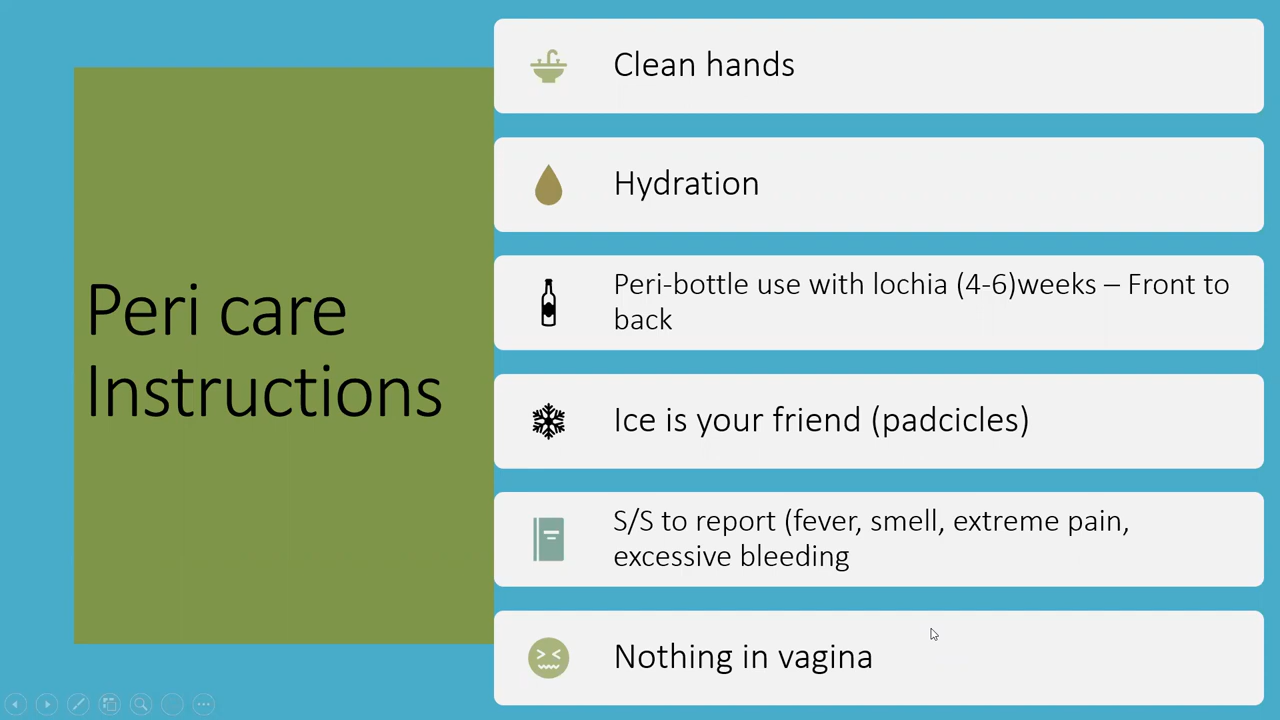 Peri care
Instructions
Clean hands
Hydration
Peri-bottle use with lochia (4-6)weeks – Front to
back
Ice is your friend (padcicles)
S/S to report (fever, smell, extreme pain,
excessive bleeding
Nothing in vagina